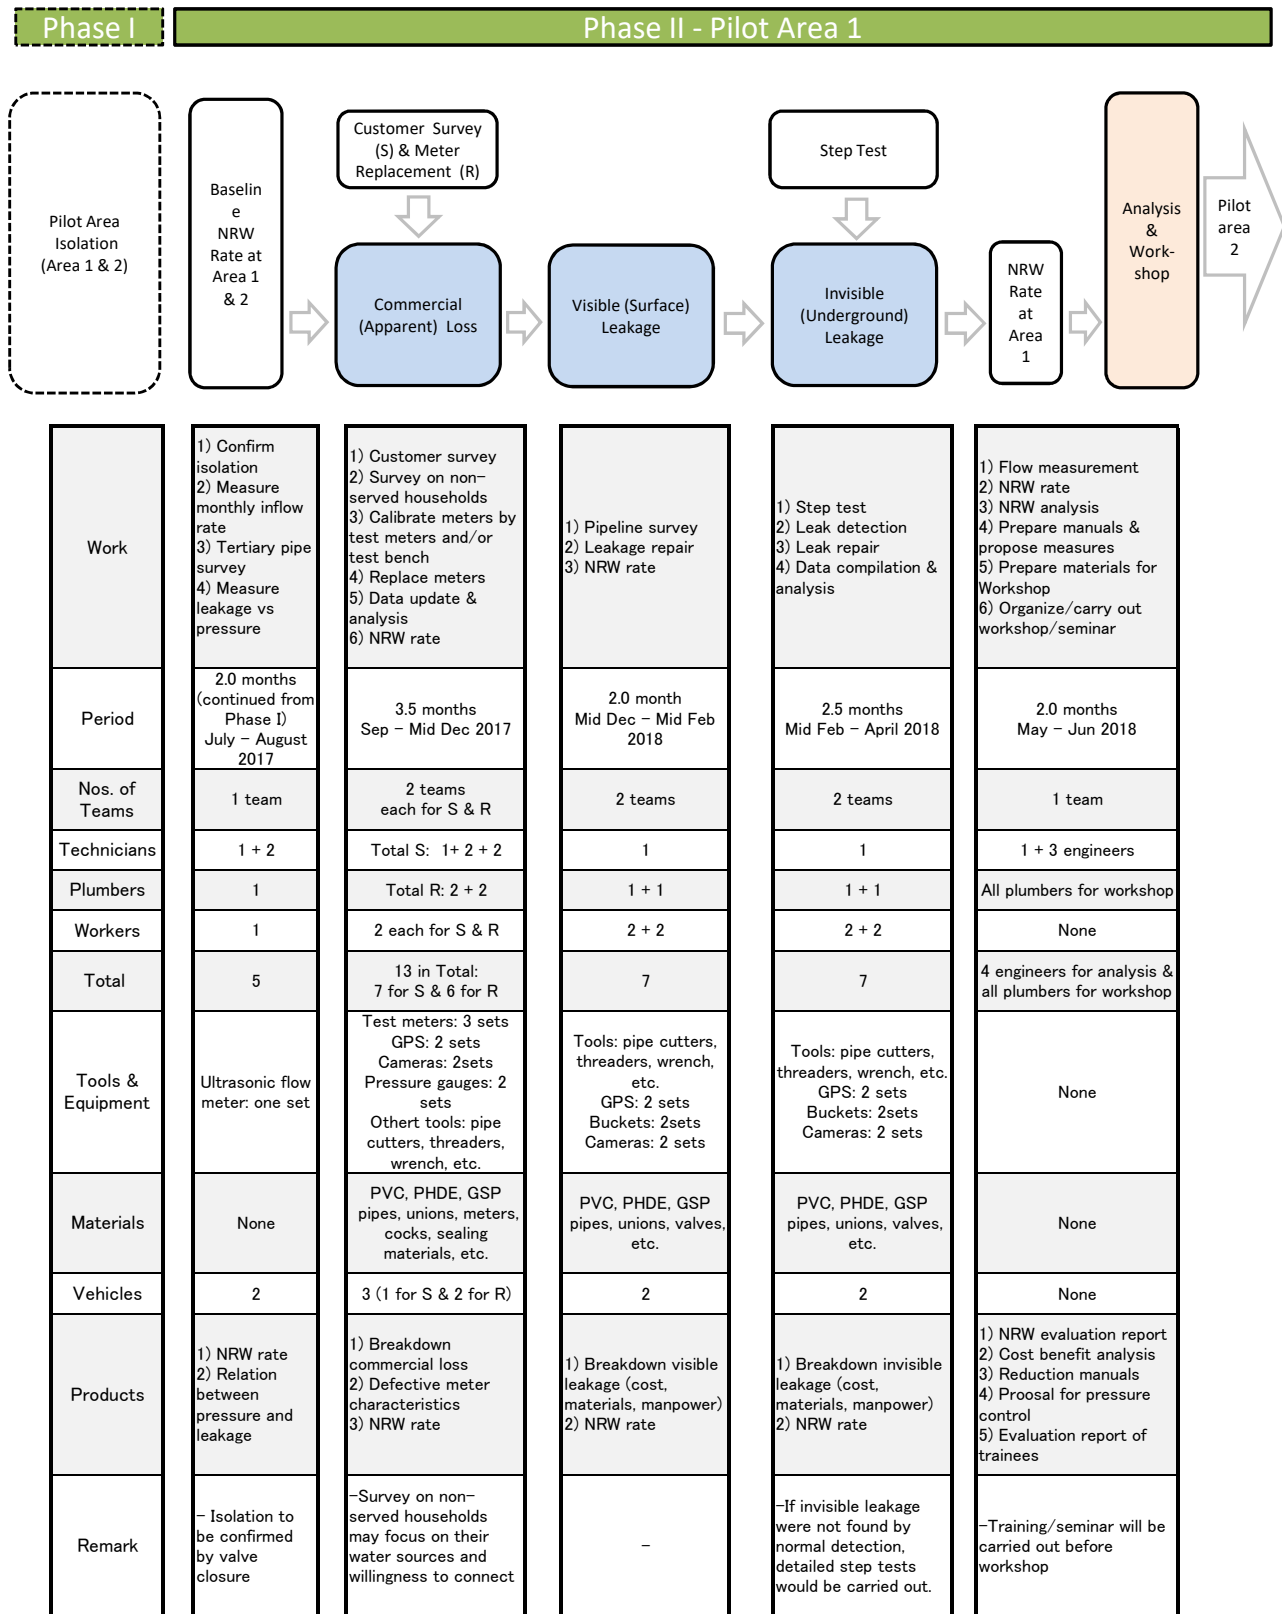 Phase I
Phase II - Pilot Area 1
Pilot Area
Isolation
(Area 1 & 2)
Baselin
e
NRW
Rate at
Area 1
& 2
Customer Survey
(S) & Meter
Replacement (R)
Commercial
(Apparent) Loss
Visible (Surface)
Leakage
Step Test
Invisible
(Underground)
Leakage
NRW
Rate
at
Area
1
Analysis
&
Work-
shop
Pilot
area
2
Work
1) Confirm
isolation
2) Measure
monthly inflow
rate
3) Tertiary pipe
survey
4) Measure
leakage vs
pressure
1) Customer survey
2) Survey on non-
served households
3) Calibrate meters by
test meters and/or
test bench
4) Replace meters
5) Data update &
analysis
6) NRW rate
1) Pipeline survey
2) Leakage repair
3) NRW rate
1) Step test
2) Leak detection
3) Leak repair
4) Data compilation &
analysis
1) Flow measurement
2) NRW rate
3) NRW analysis
4) Prepare manuals &
propose measures
5) Prepare materials for
Workshop
6) Organize/carry out
workshop/seminar
Period
2.0 months
(continued from
Phase I)
July - August
2017
3.5 months
Sep - Mid Dec 2017
2.0 month
Mid Dec - Mid Feb
2018
2.5 months
Mid Feb - April 2018
2.0 months
May - Jun 2018
Nos. of
Teams
1 team
2 teams
each for S & R
2 teams
2 teams
1 team
Technicians
1 + 2
Total S: 1+ 2 + 2
1
1
1 + 3 engineers
Plumbers
1
Total R: 2 + 2
1 + 1
1 + 1
All plumbers for workshop
Workers
1
2 each for S & R
2 + 2
2 + 2
None
Total
5
13 in Total:
7 for S & 6 for R
7
7
4 engineers for analysis &
all plumbers for workshop
Tools &
Equipment
Ultrasonic flow
meter: one set
Test meters: 3 sets
GPS: 2 sets
Cameras: 2sets
Pressure gauges: 2
sets
Othert tools: pipe
cutters, threaders,
wrench, etc.
Tools: pipe cutters,
threaders, wrench,
etc.
GPS: 2 sets
Buckets: 2sets
Cameras: 2 sets
Tools: pipe cutters,
threaders, wrench, etc.
GPS: 2 sets
Buckets: 2sets
Cameras: 2 sets
None
Materials
None
PVC, PHDE, GSP
pipes, unions, meters,
cocks, sealing
materials, etc.
PVC, PHDE, GSP
pipes, unions, valves,
etc.
PVC, PHDE, GSP
pipes, unions, valves,
etc.
None
Vehicles
2
3 (1 for S & 2 for R)
2
2
None
Products
1) NRW rate
2) Relation
between
pressure and
leakage
1) Breakdown
commercial loss
2) Defective meter
characteristics
3) NRW rate
1) Breakdown visible
leakage (cost,
materials, manpower)
2) NRW rate
1) Breakdown invisible
leakage (cost,
materials, manpower)
2) NRW rate
1) NRW evaluation report
2) Cost benefit analysis
3) Reduction manuals
4) Proosal for pressure
control
5) Evaluation report of
trainees
Remark
- Isolation to
be confirmed
by valve
closure
-Survey on non-
served households
may focus on their
water sources and
willingness to connect
-
-If invisible leakage
were not found by
normal detection,
detailed step tests
would be carried out.
-Training/seminar will be
carried out before
workshop